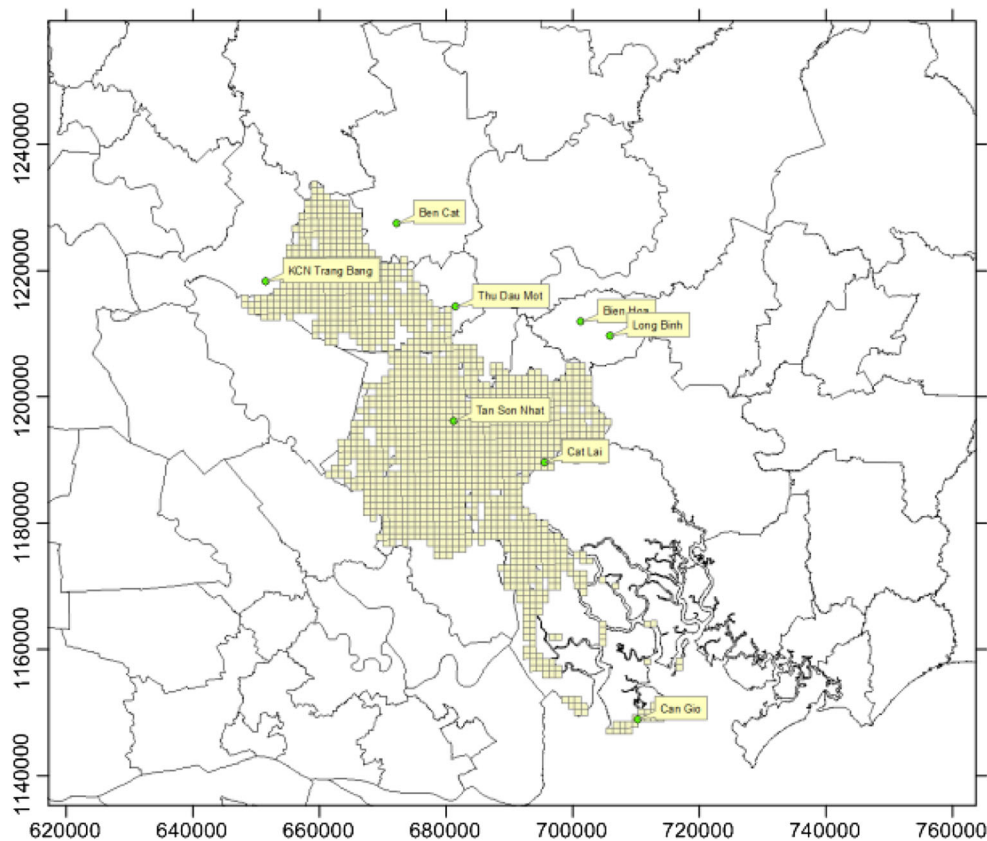 1240000
1220000
1200000
1180000
1160000
1140000
Ben Cat
KCN Trang Bang
Thu Dau Mot
Bien Hoa
Long Binh
Tan Son Nhat
Cat Lai
Can Gio
620000 640000 660000 680000 700000 720000 740000 760000